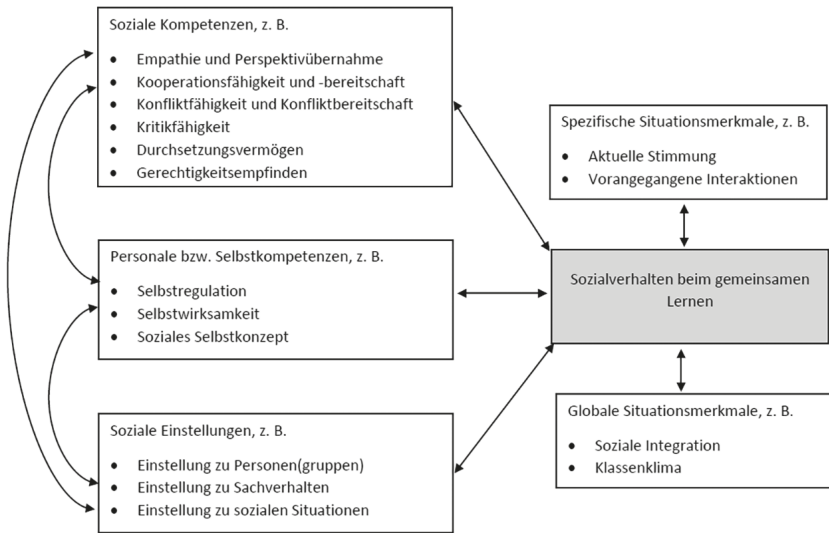 Soziale Kompetenzen, z. B.
• Empathie und Perspektivübernahme
• Kooperationsfähigkeit und -bereitschaft
• Konfliktfähigkeit und Konfliktbereitschaft
• Kritikfähigkeit
• Durchsetzungsvermögen
• Gerechtigkeitsempfinden
Personale bzw. Selbstkompetenzen, z. B.
• Selbstregulation
• Selbstwirksamkeit
• Soziales Selbstkonzept
Soziale Einstellungen, z. B.
• Einstellung zu Personen(gruppen)
• Einstellung zu Sachverhalten
• Einstellung zu sozialen Situationen
Spezifische Situationsmerkmale, z. B.
• Aktuelle Stimmung
• Vorangegangene Interaktionen
Sozialverhalten beim gemeinsamen
Lernen
Globale Situationsmerkmale, z. B.
• Soziale Integration
• Klassenklima